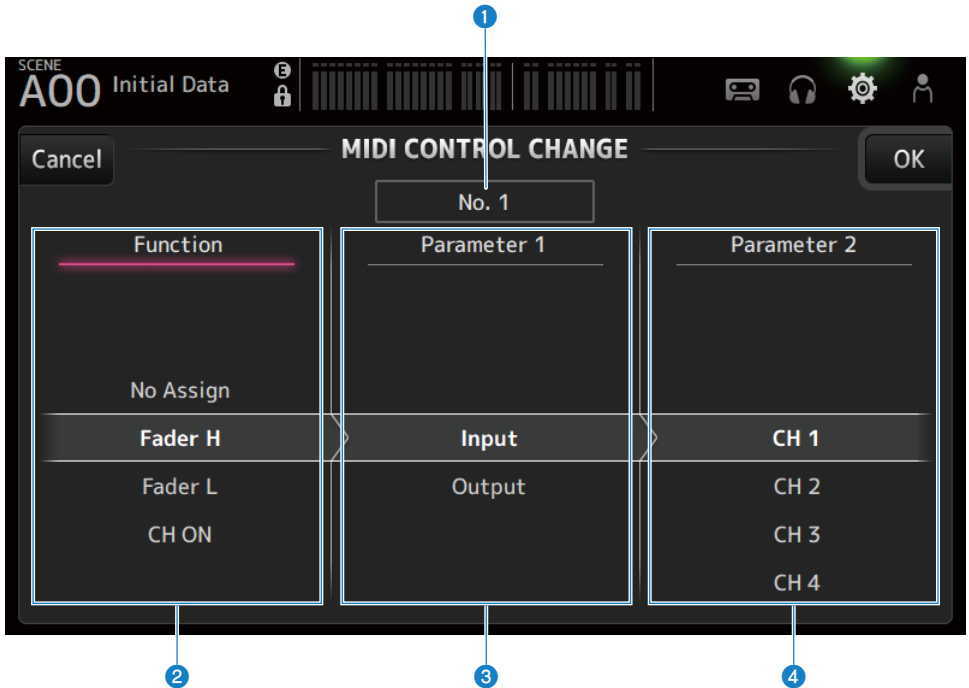 1
SCENE
A00 Initial Data E
Cancel MIDI CONTROL CHANGE OK
No. 1
Function Parameter 1 Parameter 2
No Assign
Fader H Input CH 1
Fader L Output CH 2
CH ON CH 3
CH 4
2 3 4